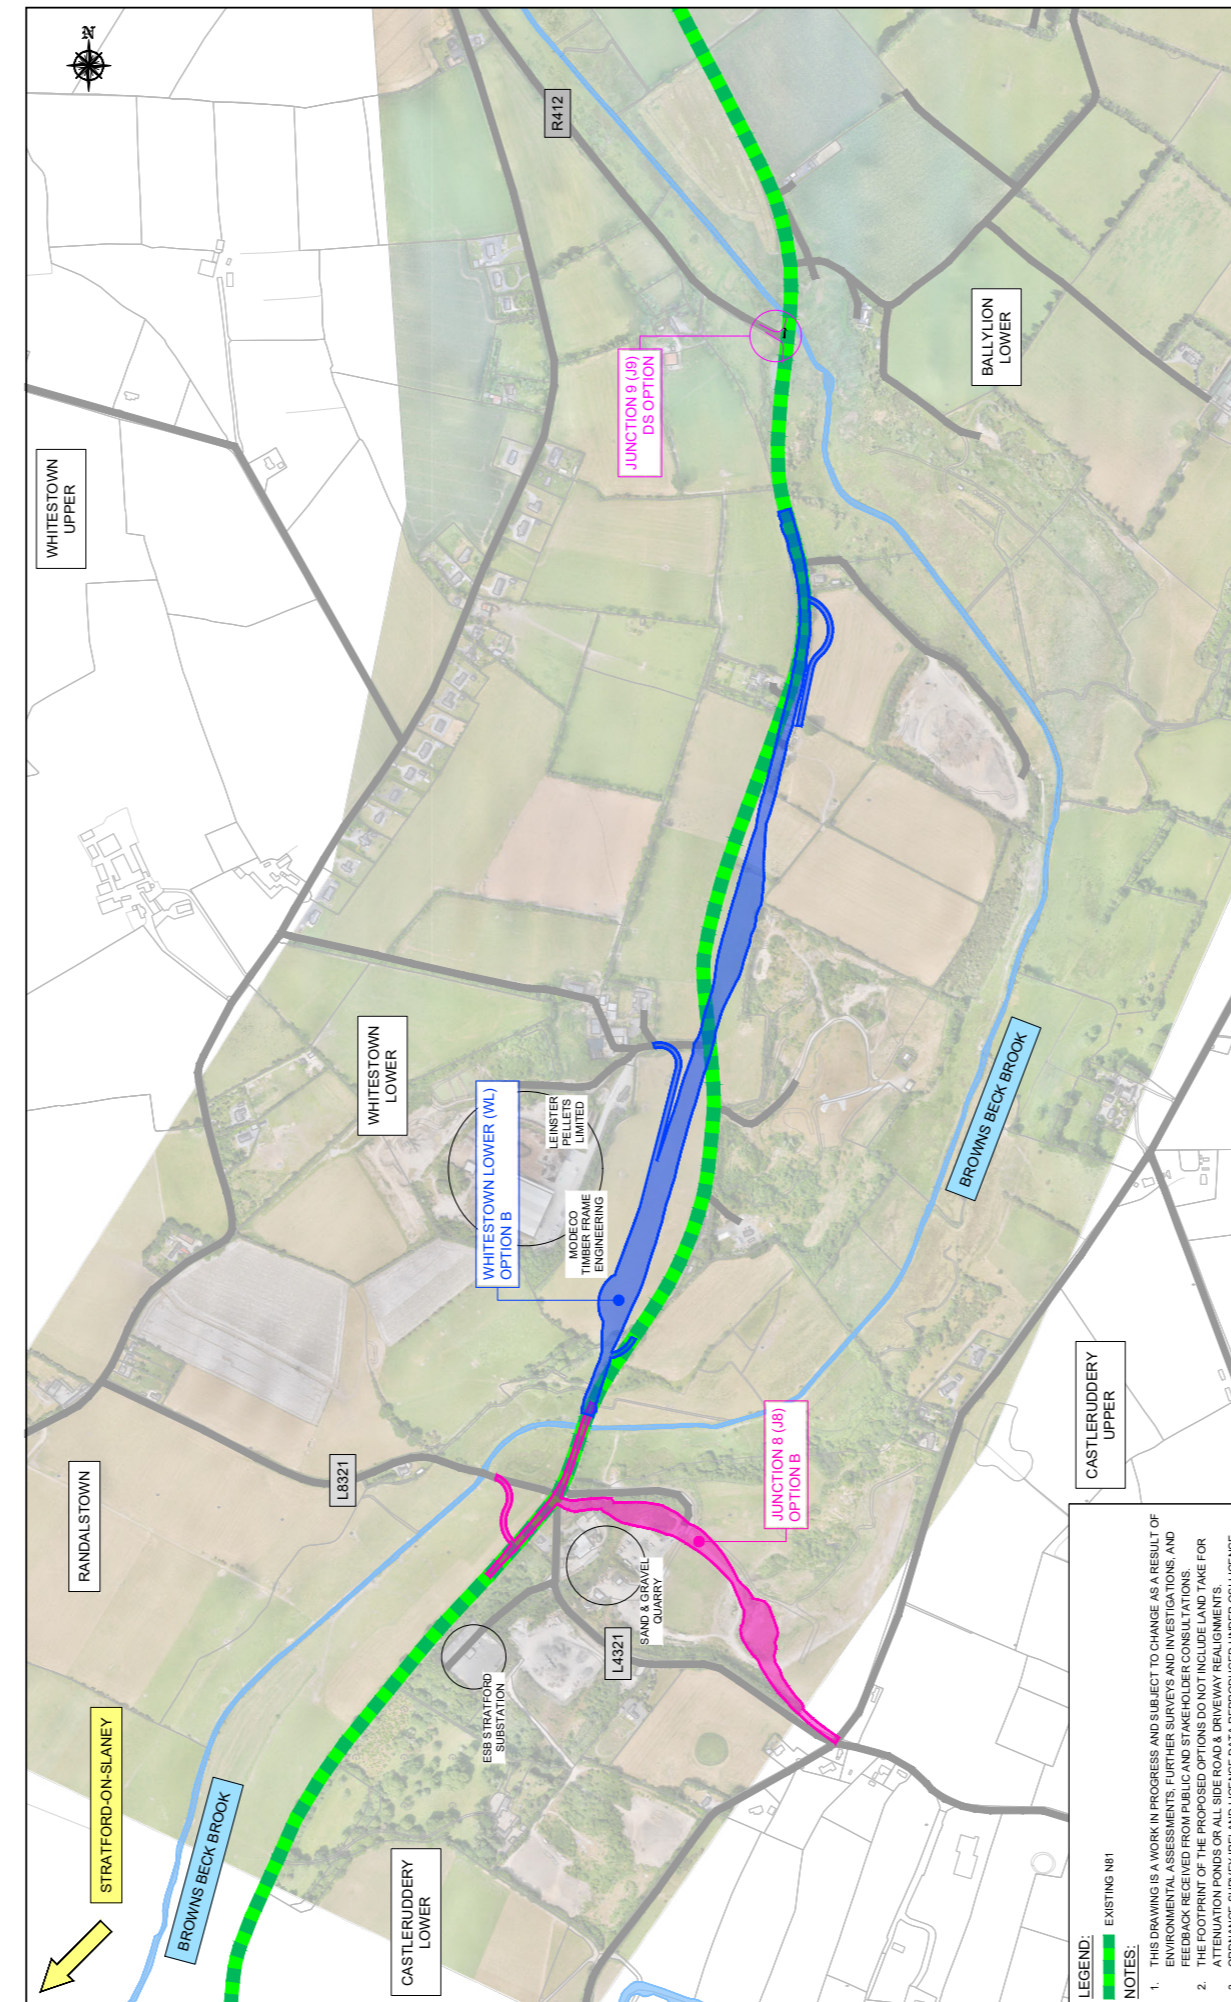 N
R412
WHITESTOWN
UPPER
JUNCTION 9 (J9)
DS OPTION
BALLYLION
LOWER
WHITESTOWN
LOWER
WHITESTOWN LOWER (WL)
OPTION B
LEINSTER
PELLETS
LIMITED
MODECO
TIMBER FRAME
ENGINEERING
BROWNS BECK BROOK
RANDALSTOWN
L8321
JUNCTION 8 (J8)
OPTION B
CASTLERUDDERY
UPPER
SAND & GRAVEL
QUARRY
L4321
ESB STRATFORD
SUBSTATION
STRATFORD-ON-SLANEY
BROWNS BECK BROOK
CASTLERUDDERY
LOWER
LEGEND:
EXISTING N81
NOTES:
1. THIS DRAWING IS A WORK IN PROGRESS AND SUBJECT TO CHANGE AS A RESULT OF
ENVIRONMENTAL ASSESSMENTS, FURTHER SURVEYS AND INVESTIGATIONS, AND
FEEDBACK RECEIVED FROM PUBLIC AND STAKEHOLDER CONSULTATIONS.
2. THE FOOTPRINT OF THE PROPOSED OPTIONS DO NOT INCLUDE LAND TAKE FOR
ATTENUATION PONDS OR ALL SIDE ROAD & DRIVEWAY REALIGNMENTS.